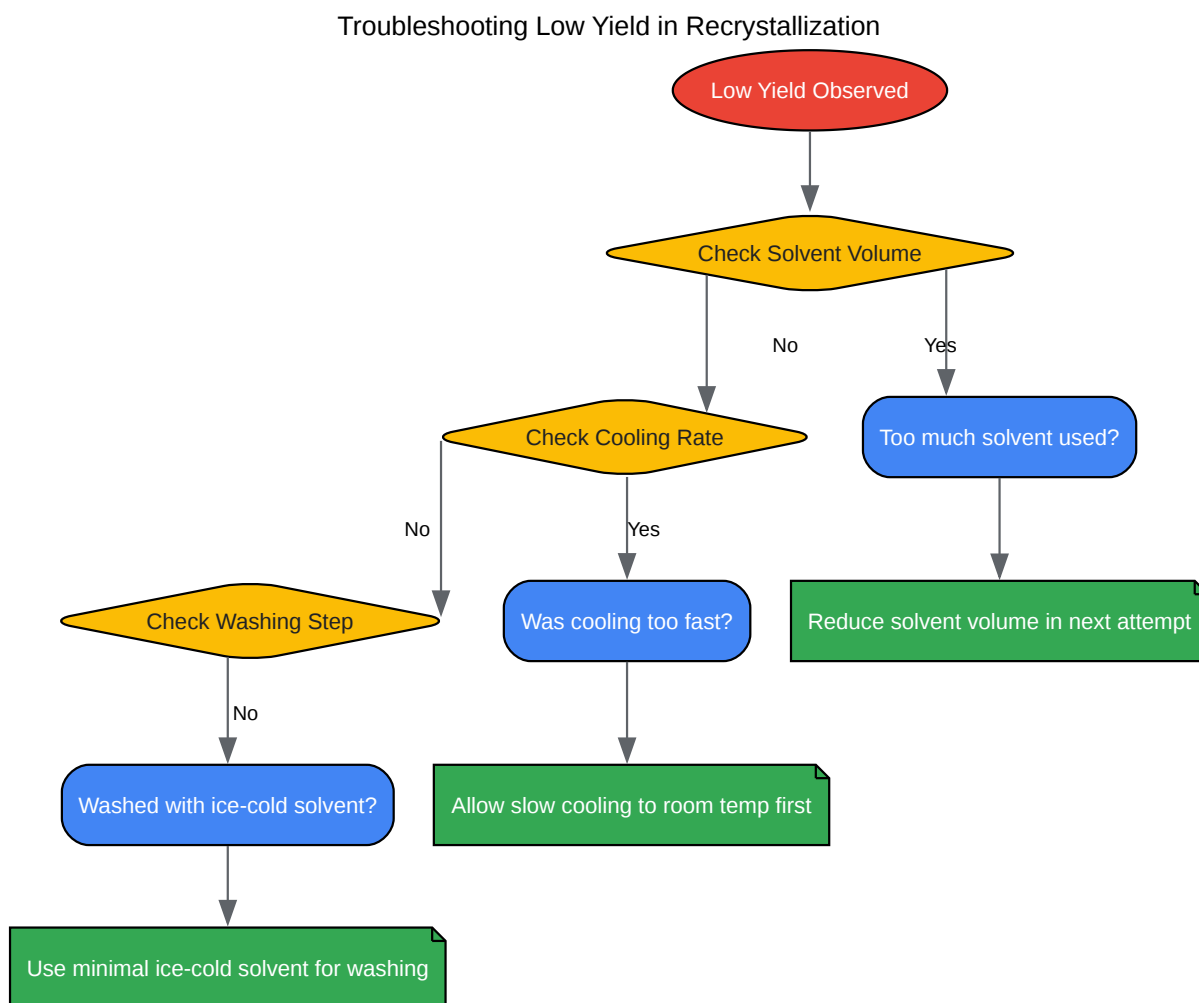 Troubleshooting Low Yield in Recrystallization
Low Yield Observed
Check Solvent Volume
No
Yes
Check Cooling Rate
Too much solvent used?
No
Yes
Check Washing Step
Was cooling too fast?
Reduce solvent volume in next attempt
No
Washed with ice-cold solvent?
Allow slow cooling to room temp first
Use minimal ice-cold solvent for washing